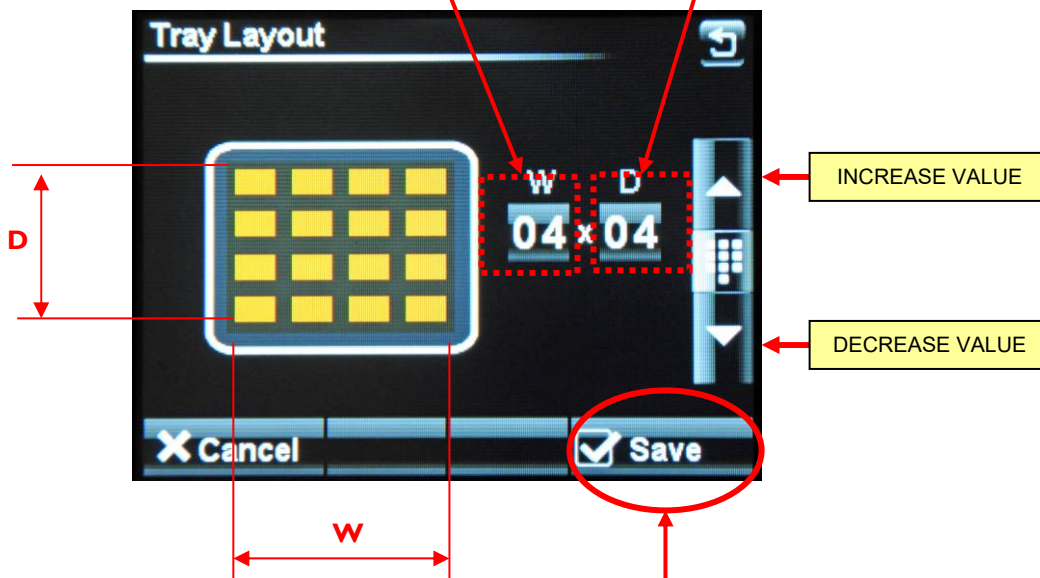 Tray Layout
INCREASE VALUE
W D
D
04 x 04
DECREASE VALUE
Cancel
Save
W